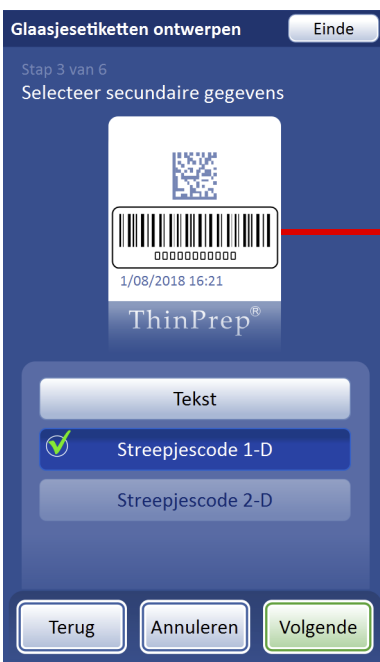 Glaasjesetiketten ontwerpen Einde
Stap 3 van 6
Selecteer secundaire gegevens
00000000000
1/08/2018 16:21
ThinPrep®
Tekst
Streepjescode 1-D
Streepjescode 2-D
Terug Annuleren Volgende